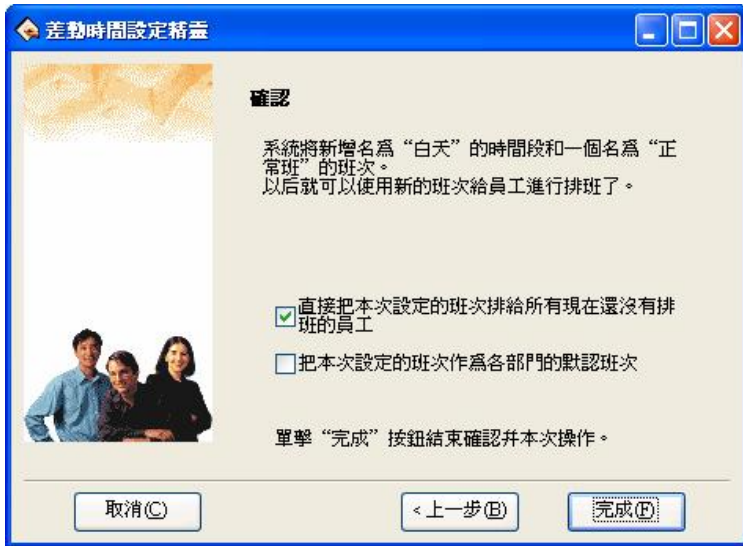 差勤時間設定精靈
確認
系統將新增名爲“白天”的時間段和一個名爲“正
常班”的班次。
以后就可以使用新的班次給員工進行排班了。
直接把本次設定的班次排給所有現在還沒有排
班的員工
把本次設定的班次作爲各部門的默認班次
單擊“完成”按鈕結束確認幷本次操作。
取消(C)
<上一步(B)
完成(F)